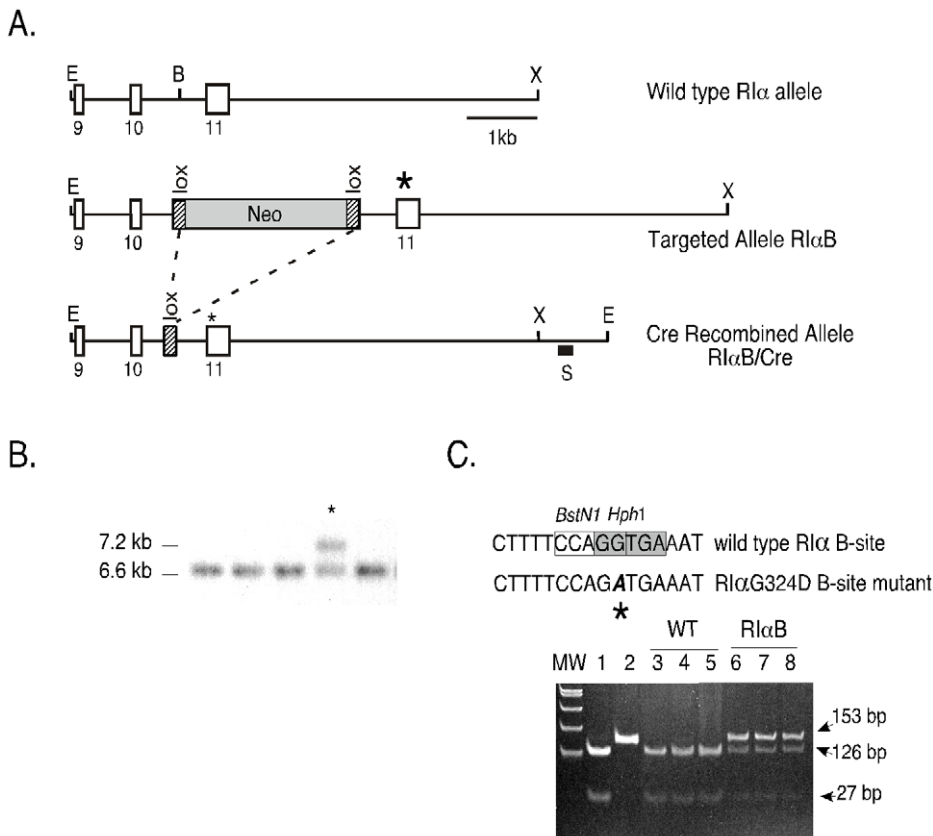 A.
E B X
9 10 11
Wild type RIα allele
1kb
E lox lox * X
Neo
9 10 11
Targeted Allele RIαB
E lox * X E
9 10 11 S
Cre Recombined Allele
RIαB/Cre
B.
*
7.2 kb
6.6 kb
C.
BstN1 Hph1
CTTTTCCAGGTGAAAT wild type RIα B-site
CTTTTCCAGATGAAAT RIαG324D B-site mutant
*
WT RIαB
MW 1 2 3 4 5 6 7 8
153 bp
126 bp
27 bp